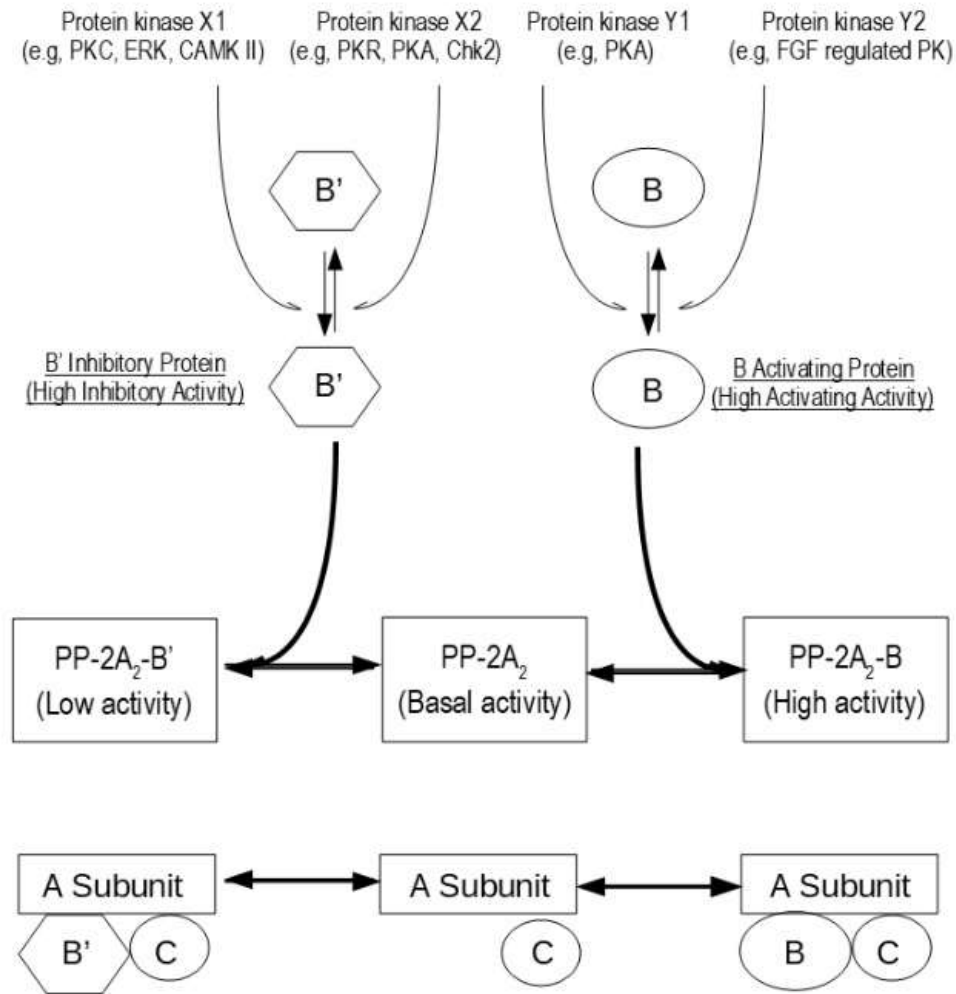 Protein kinase X1
(e.g, PKC, ERK, CAMK II)
Protein kinase X2
(e.g, PKR, PKA, Chk2)
Protein kinase Y1
(e.g, PKA)
Protein kinase Y2
(e.g, FGF regulated PK)
B’
B
B’ Inhibitory Protein
(High Inhibitory Activity)
B’
B
B Activating Protein
(High Activating Activity)
PP-2A₂-B’
(Low activity)
PP-2A₂
(Basal activity)
PP-2A₂-B
(High activity)
A Subunit
B’
C
A Subunit
C
A Subunit
B
C